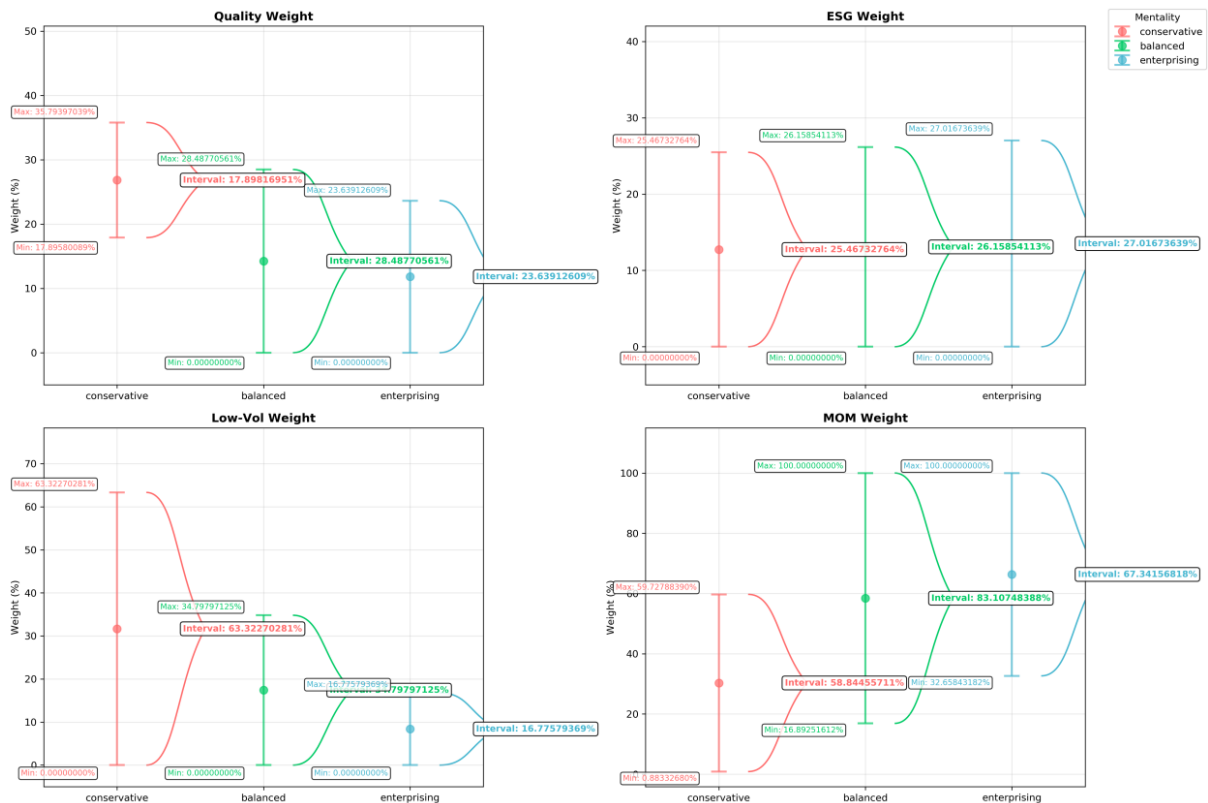 Quality Weight
50
40
30
20
10
0
Weight (%)
Max: 35.79397039%
Min: 17.89580089%
Interval: 17.89816951%
Max: 28.48770561%
Min: 0.00000000%
Interval: 28.48770561%
Max: 23.63912609%
Min: 0.00000000%
Interval: 23.63912609%
conservative
balanced
enterprising
ESG Weight
40
30
20
10
0
Max: 25.46732764%
Min: 0.00000000%
Interval: 25.46732764%
Max: 26.15854113%
Min: 0.00000000%
Interval: 26.15854113%
Max: 27.01673639%
Min: 0.00000000%
Interval: 27.01673639%
conservative
balanced
enterprising
Mentality
conservative
balanced
enterprising
Low-Vol Weight
70
60
50
40
30
20
10
0
Weight (%)
Max: 63.32270281%
Min: 0.00000000%
Interval: 63.32270281%
Max: 34.79797125%
Min: 0.00000000%
Interval: 34.79797125%
Max: 16.77579369%
Min: 0.00000000%
Interval: 16.77579369%
conservative
balanced
enterprising
MOM Weight
100
80
60
40
20
0
Weight (%)
Max: 59.72788390%
Min: 0.88332680%
Interval: 58.84455711%
Max: 100.00000000%
Min: 16.89251612%
Interval: 83.10748388%
Max: 100.00000000%
Min: 32.65843182%
Interval: 67.34156818%
conservative
balanced
enterprising